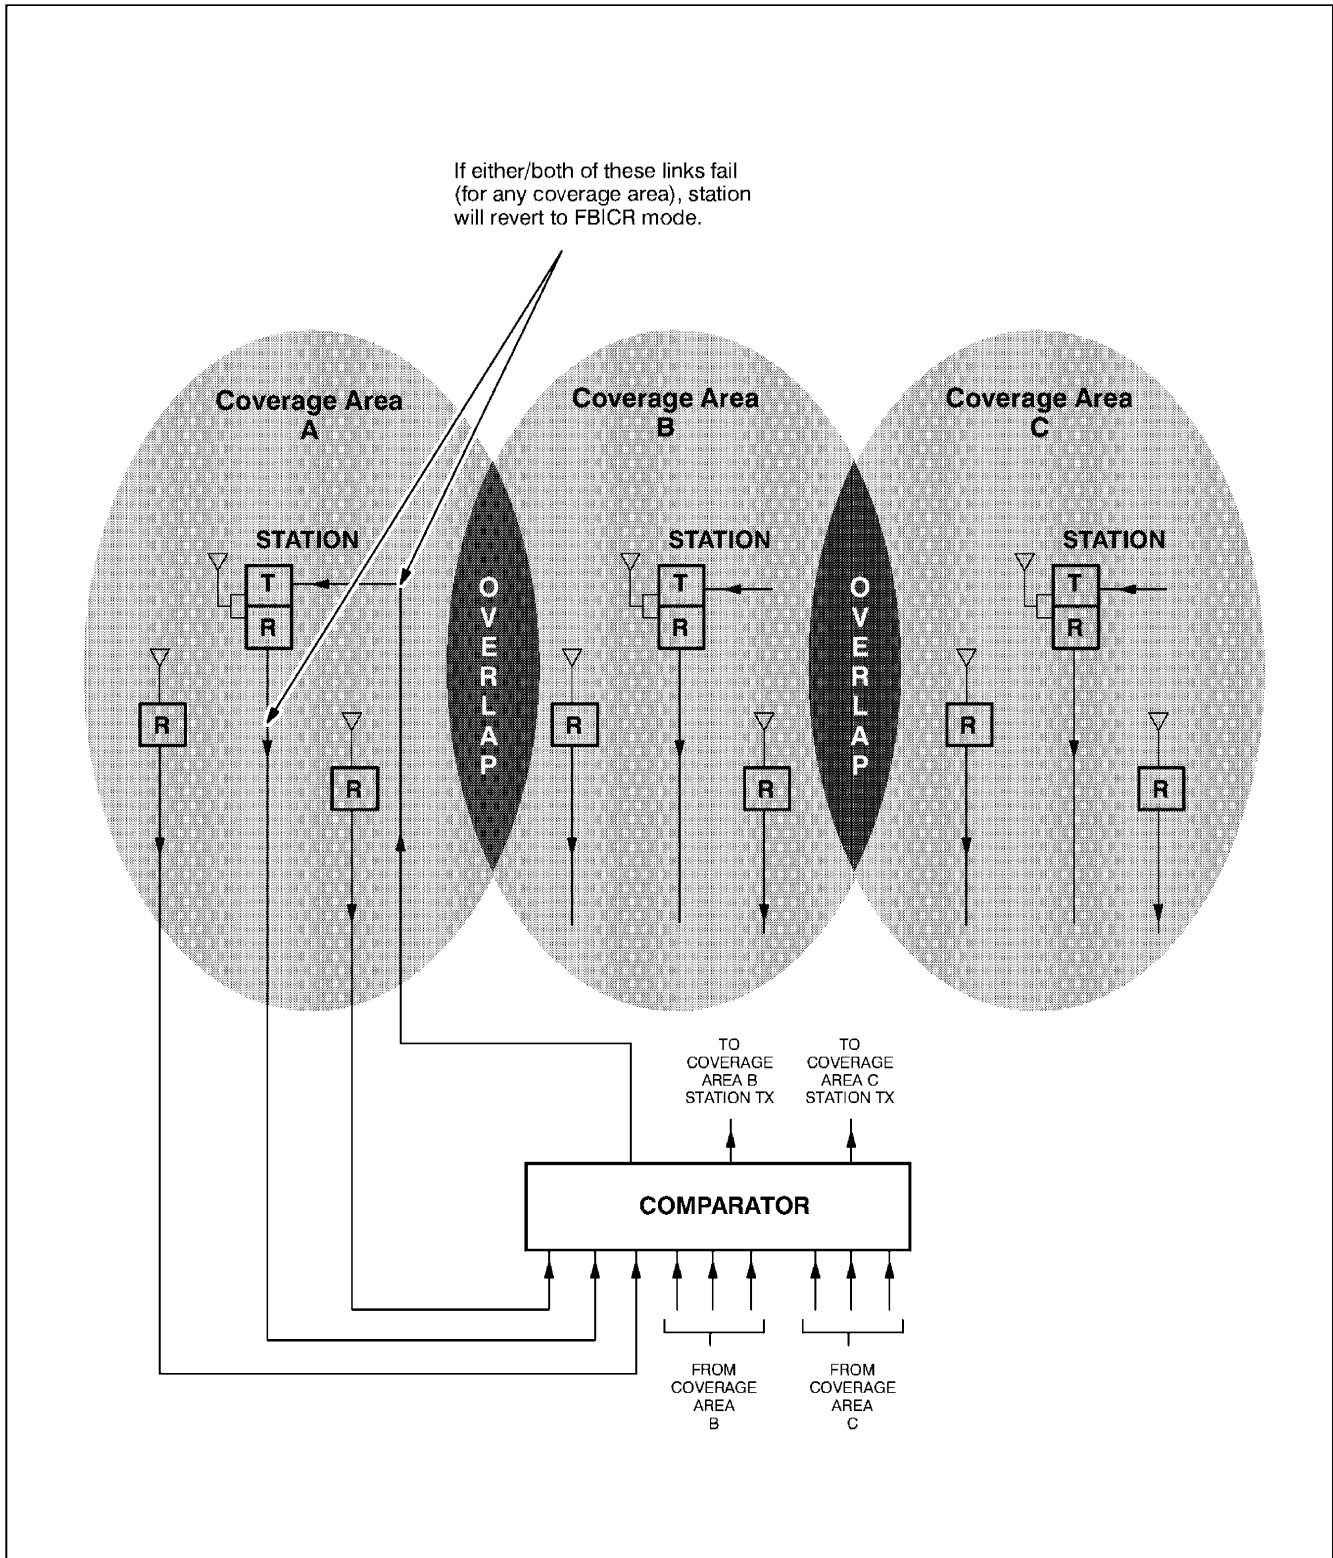 If either/both of these links fail
(for any coverage area), station
will revert to FBICR mode.
Coverage Area
A
Coverage Area
B
Coverage Area
C
STATION
T
R
R
R
OVERLAP
STATION
T
R
R
R
OVERLAP
STATION
T
R
R
R
TO
COVERAGE
AREA B
STATION TX
TO
COVERAGE
AREA C
STATION TX
COMPARATOR
FROM
COVERAGE
AREA
B
FROM
COVERAGE
AREA
C